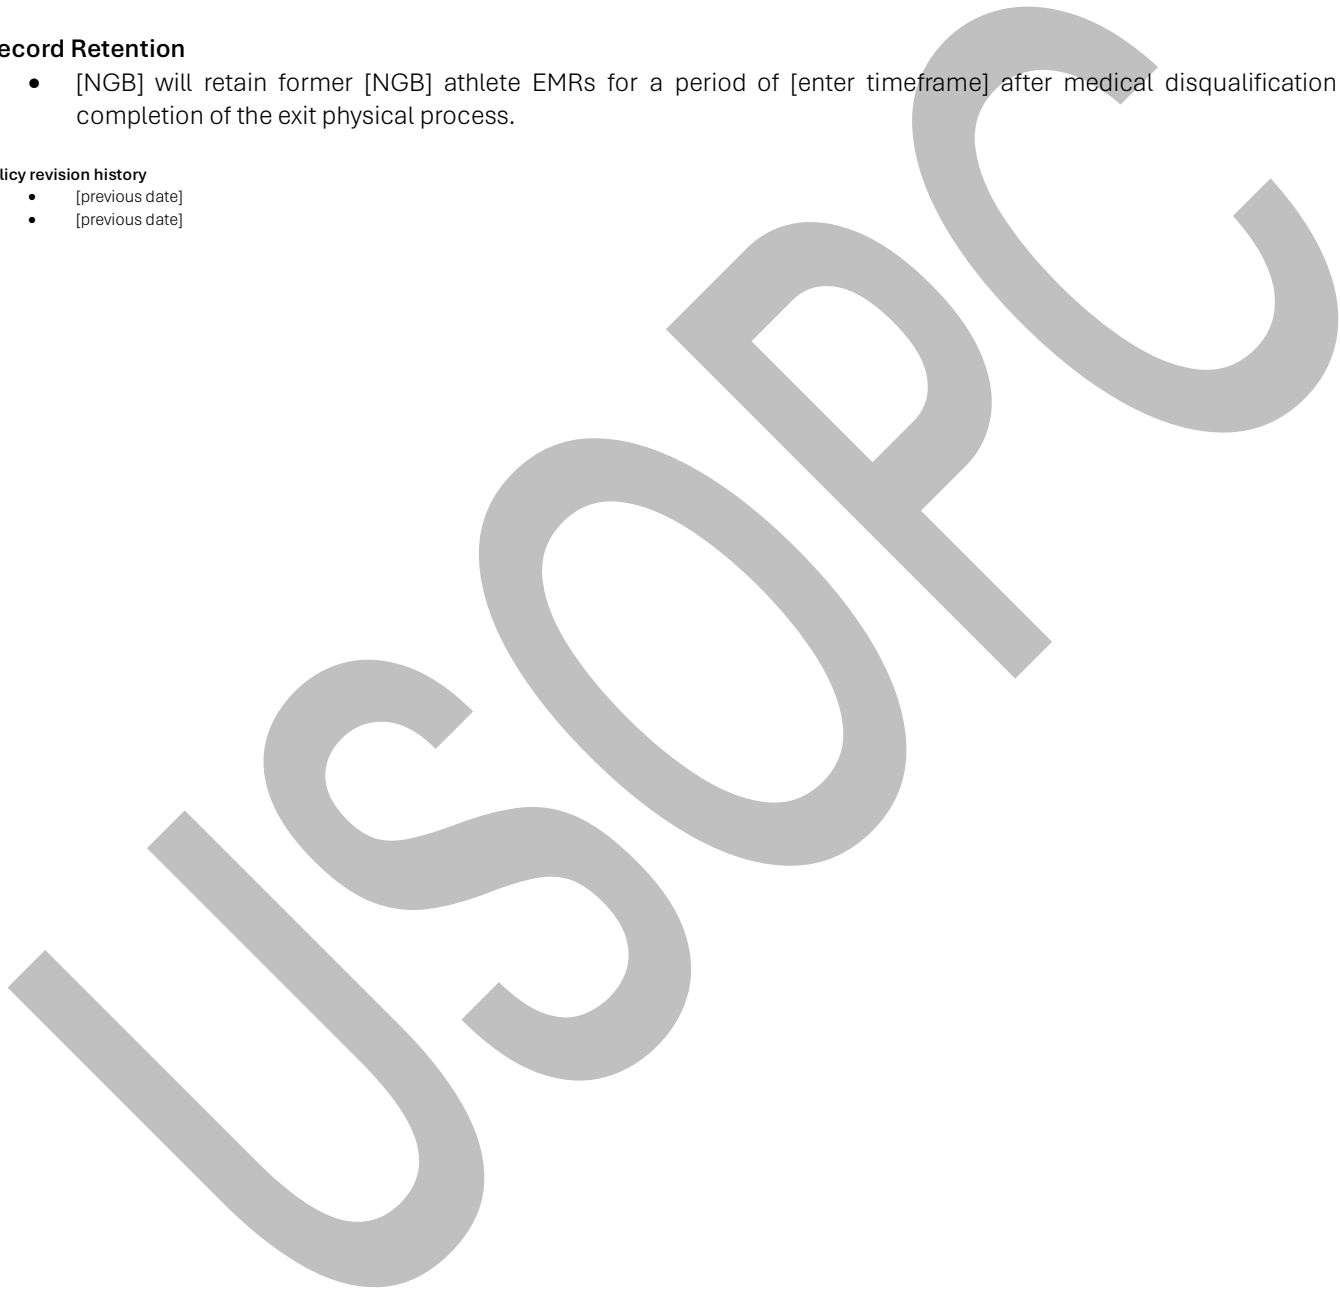 ecord Retention
• [NGB] will retain former [NGB] athlete EMRs for a period of [enter timeframe] after medical disqualification
completion of the exit physical process.
licy revision history
• [previous date]
• [previous date]
USOPC